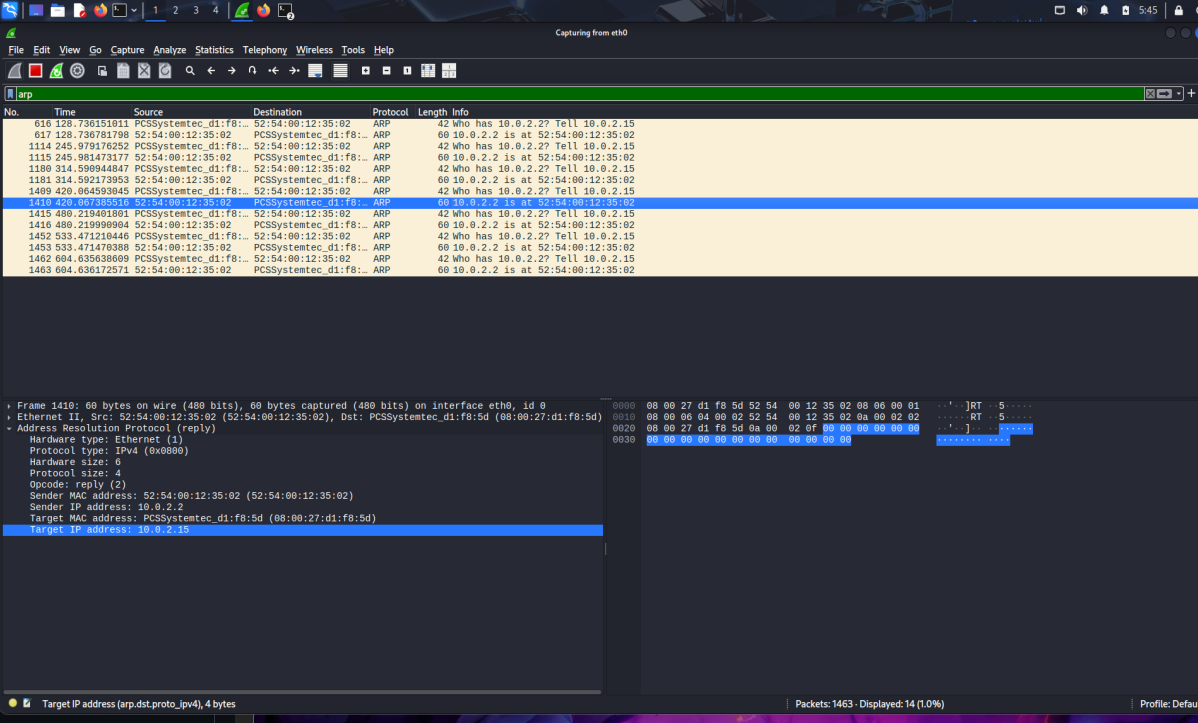 1 2 3 4 2 5:45
Capturing from eth0
File Edit View Go Capture Analyze Statistics Telephony Wireless Tools Help
arp
No. Time Source Destination Protocol Length Info
616 128.736151011 PCSSystemtec_d1:f8:… 52:54:00:12:35:02 ARP 42 Who has 10.0.2.2? Tell 10.0.2.15
617 128.736781798 52:54:00:12:35:02 PCSSystemtec_d1:f8:… ARP 60 10.0.2.2 is at 52:54:00:12:35:02
1114 245.979176252 PCSSystemtec_d1:f8:… 52:54:00:12:35:02 ARP 42 Who has 10.0.2.2? Tell 10.0.2.15
1115 245.981473177 52:54:00:12:35:02 PCSSystemtec_d1:f8:… ARP 60 10.0.2.2 is at 52:54:00:12:35:02
1180 314.590944847 PCSSystemtec_d1:f8:… 52:54:00:12:35:02 ARP 42 Who has 10.0.2.2? Tell 10.0.2.15
1181 314.592173953 52:54:00:12:35:02 PCSSystemtec_d1:f8:… ARP 60 10.0.2.2 is at 52:54:00:12:35:02
1409 420.064593045 PCSSystemtec_d1:f8:… 52:54:00:12:35:02 ARP 42 Who has 10.0.2.2? Tell 10.0.2.15
1410 420.067385516 52:54:00:12:35:02 PCSSystemtec_d1:f8:… ARP 60 10.0.2.2 is at 52:54:00:12:35:02
1415 480.219401801 PCSSystemtec_d1:f8:… 52:54:00:12:35:02 ARP 42 Who has 10.0.2.2? Tell 10.0.2.15
1416 480.219990904 52:54:00:12:35:02 PCSSystemtec_d1:f8:… ARP 60 10.0.2.2 is at 52:54:00:12:35:02
1452 533.471210446 PCSSystemtec_d1:f8:… 52:54:00:12:35:02 ARP 42 Who has 10.0.2.2? Tell 10.0.2.15
1453 533.471470388 52:54:00:12:35:02 PCSSystemtec_d1:f8:… ARP 60 10.0.2.2 is at 52:54:00:12:35:02
1462 604.635638609 PCSSystemtec_d1:f8:… 52:54:00:12:35:02 ARP 42 Who has 10.0.2.2? Tell 10.0.2.15
1463 604.636172571 52:54:00:12:35:02 PCSSystemtec_d1:f8:… ARP 60 10.0.2.2 is at 52:54:00:12:35:02
Frame 1410: 60 bytes on wire (480 bits), 60 bytes captured (480 bits) on interface eth0, id 0
Ethernet II, Src: 52:54:00:12:35:02 (52:54:00:12:35:02), Dst: PCSSystemtec_d1:f8:5d (08:00:27:d1:f8:5d)
Address Resolution Protocol (reply)
Hardware type: Ethernet (1)
Protocol type: IPv4 (0x0800)
Hardware size: 6
Protocol size: 4
Opcode: reply (2)
Sender MAC address: 52:54:00:12:35:02 (52:54:00:12:35:02)
Sender IP address: 10.0.2.2
Target MAC address: PCSSystemtec_d1:f8:5d (08:00:27:d1:f8:5d)
Target IP address: 10.0.2.15
0000 08 00 27 d1 f8 5d 52 54 00 12 35 02 08 06 00 01 ··'··]RT ··5·····
0010 08 00 06 04 00 02 52 54 00 12 35 02 0a 00 02 02 ······RT ··5·····
0020 08 00 27 d1 f8 5d 0a 00 02 0f 00 00 00 00 00 00 ··'··]·· ········
0030 00 00 00 00 00 00 00 00 00 00 00 00 ········ ····
Target IP address (arp.dst.proto_ipv4), 4 bytes
Packets: 1463 · Displayed: 14 (1.0%)
Profile: Defau